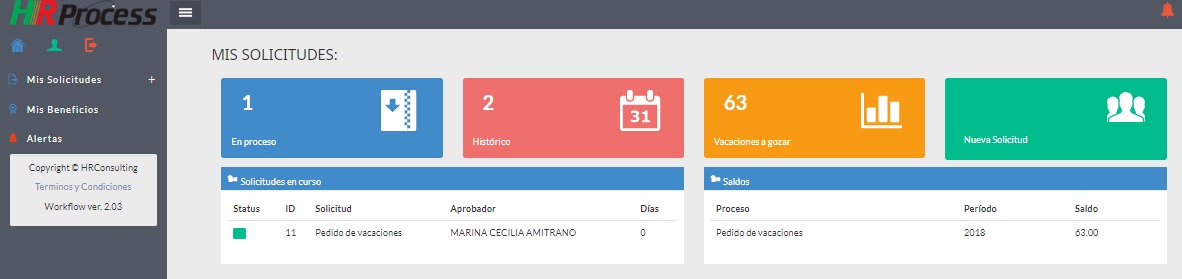 HRProcess
Mis Solicitudes +
Mis Beneficios
Alertas
Copyright © HRConsulting
Terminos y Condiciones
Workflow ver. 2.03
MIS SOLICITUDES:
1
En proceso
2
31
Histórico
63
Vacaciones a gozar
Nueva Solicitud
Solicitudes en curso
Status ID Solicitud Aprobador Días
11 Pedido de vacaciones MARINA CECILIA AMITRANO 0
Saldos
Proceso Período Saldo
Pedido de vacaciones 2018 63.00